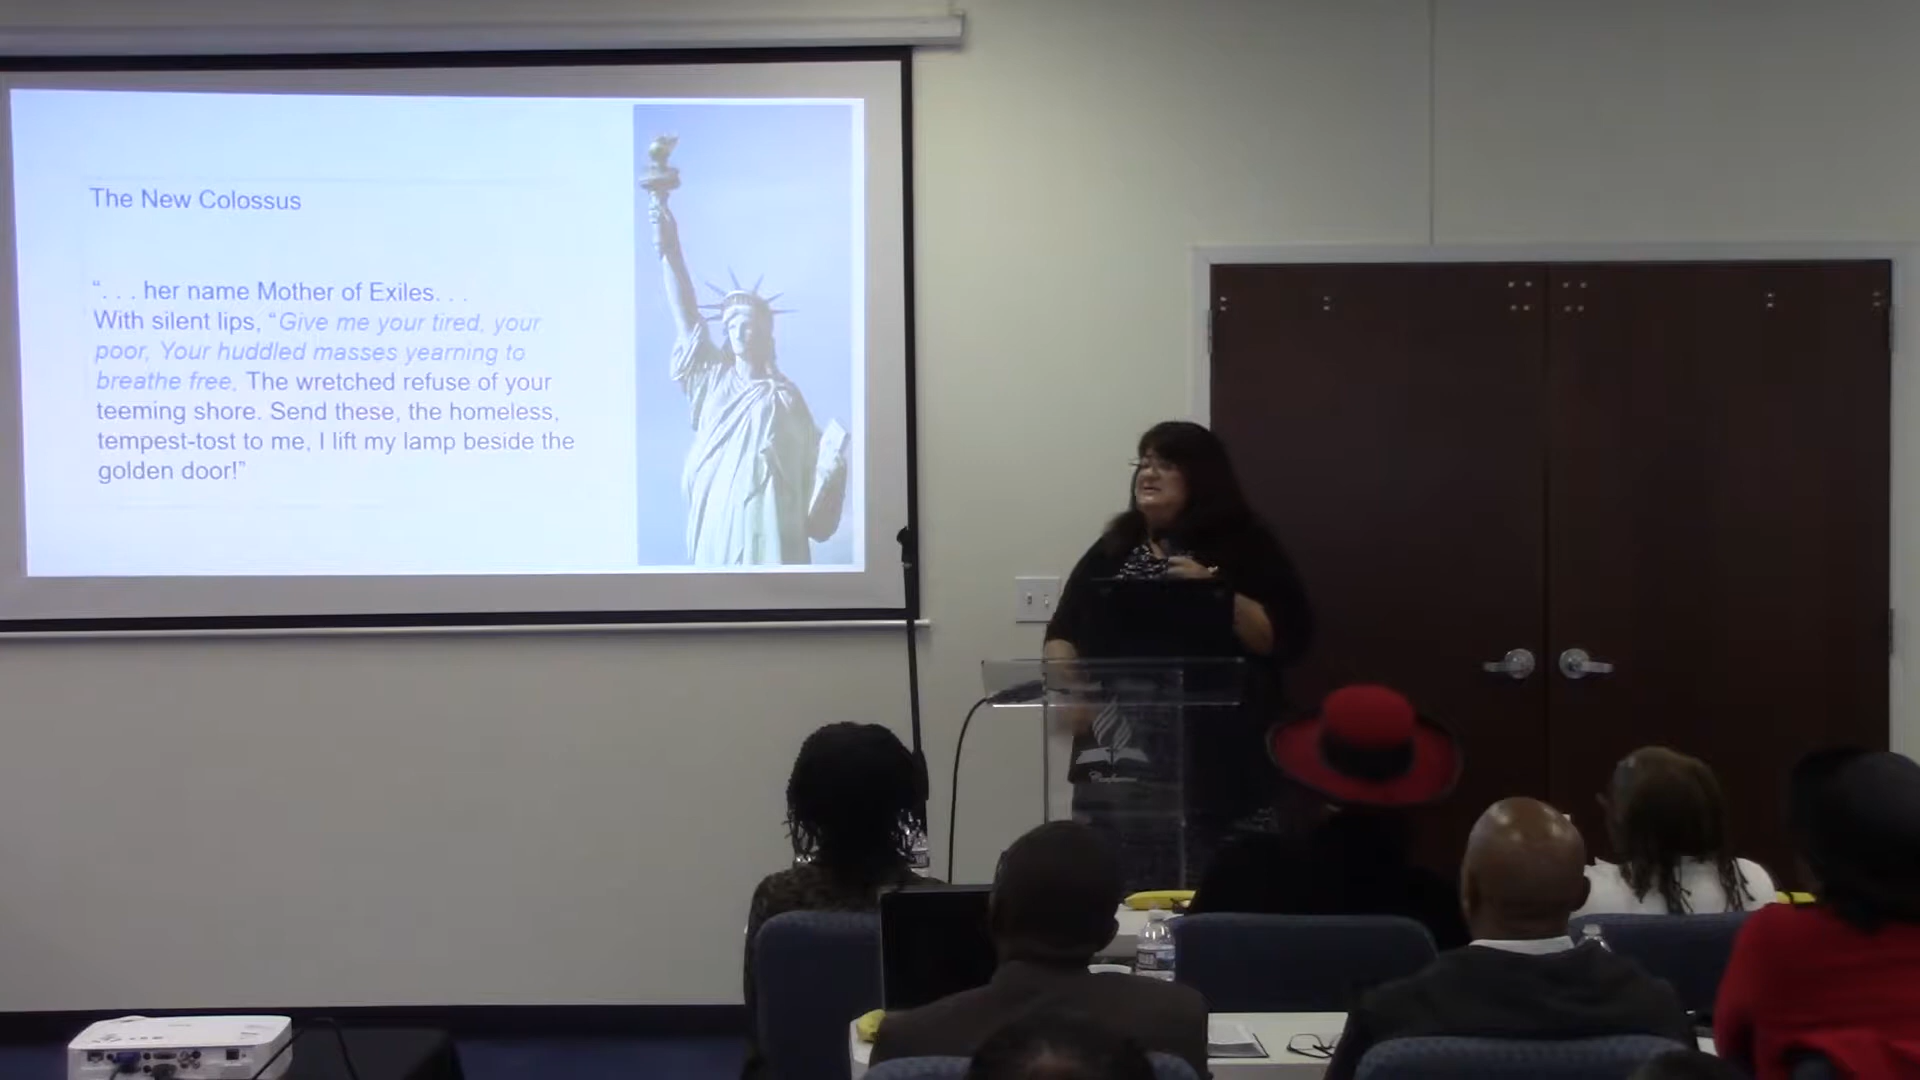 The New Colossus
“. . . her name Mother of Exiles. . .
With silent lips, “Give me your tired, your
poor, Your huddled masses yearning to
breathe free, The wretched refuse of your
teeming shore. Send these, the homeless,
tempest-tost to me, I lift my lamp beside the
golden door!”
Conference